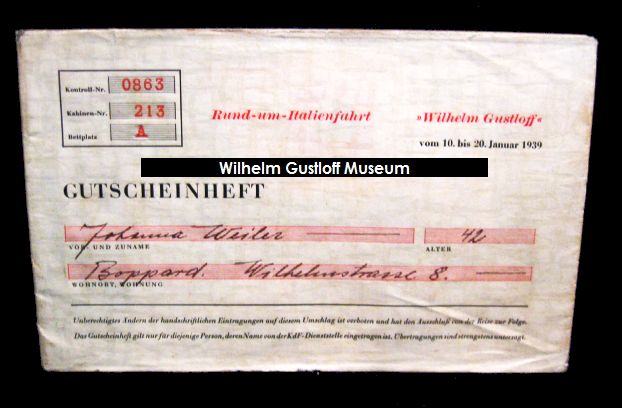 Kontroll-Nr. 0863
Kabinen-Nr. 213
Bettplatz A
Rund-um-Italienfahrt »Wilhelm Gustloff«
vom 10. bis 20. Januar 1939
Wilhelm Gustloff Museum
GUTSCHEINHEFT
Johanna Weiler 42
VOR- UND ZUNAME ALTER
Boppard. Wilhelmstrasse 8.
WOHNORT, WOHNUNG
Unberechtigtes Ändern der handschriftlichen Eintragungen auf diesem Umschlag ist verboten und hat den Ausschluß von der Reise zur Folge.
Das Gutscheinheft gilt nur für diejenige Person, deren Name von der KdF-Dienststelle eingetragen ist. Übertragungen sind strengstens untersagt.